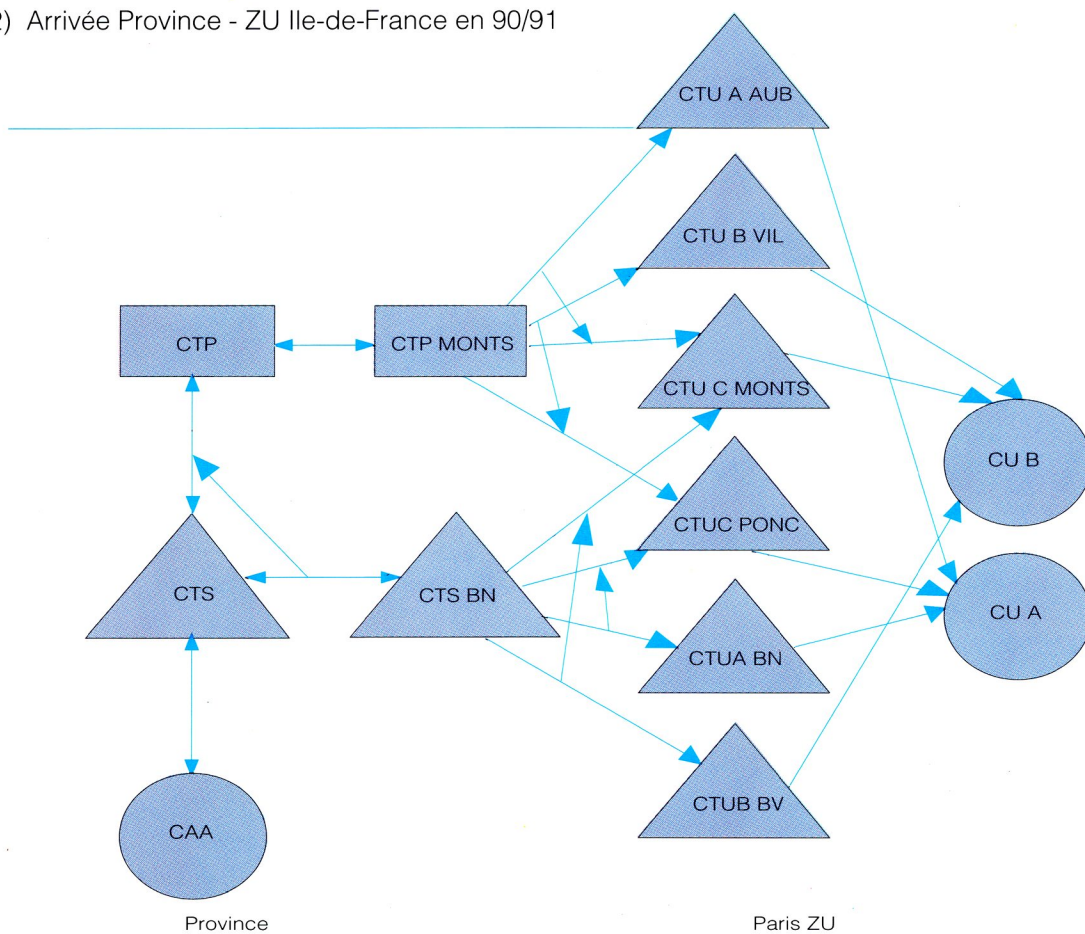 2) Arrivée Province - ZU Ile-de-France en 90/91
CTU A AUB
CTU B VIL
CTP
CTP MONTS
CTU C MONTS
CU B
CTUC PONC
CTS
CTS BN
CU A
CTUA BN
CTUB BV
CAA
Province
Paris ZU